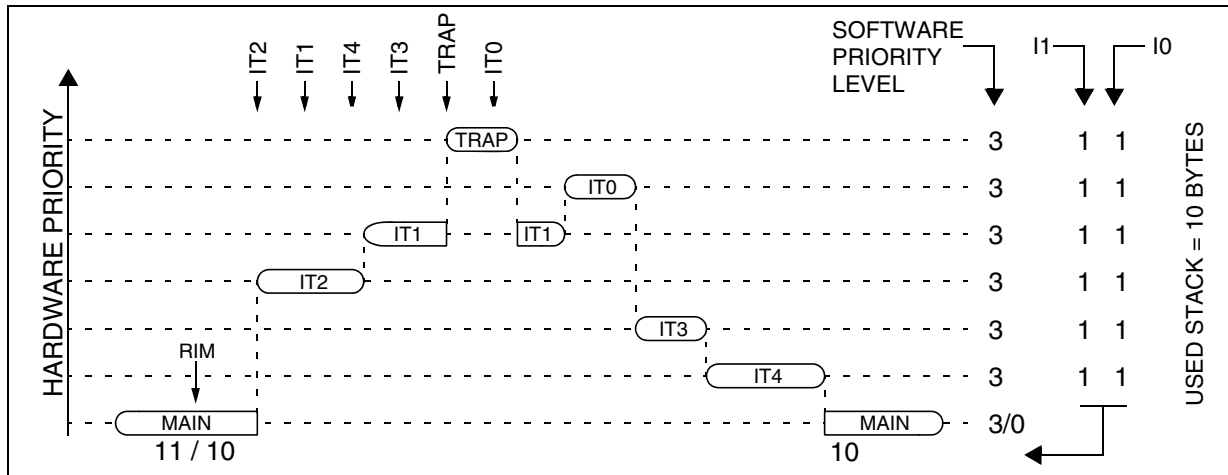 IT2
IT1
IT4
IT3
TRAP
IT0
SOFTWARE
PRIORITY
LEVEL
I1
I0
HARDWARE PRIORITY
TRAP
3
1 1
IT0
3
1 1
IT1
IT1
3
1 1
IT2
3
1 1
RIM
IT3
3
1 1
IT4
3
1 1
MAIN
MAIN
3/0
11 / 10
10
USED STACK = 10 BYTES